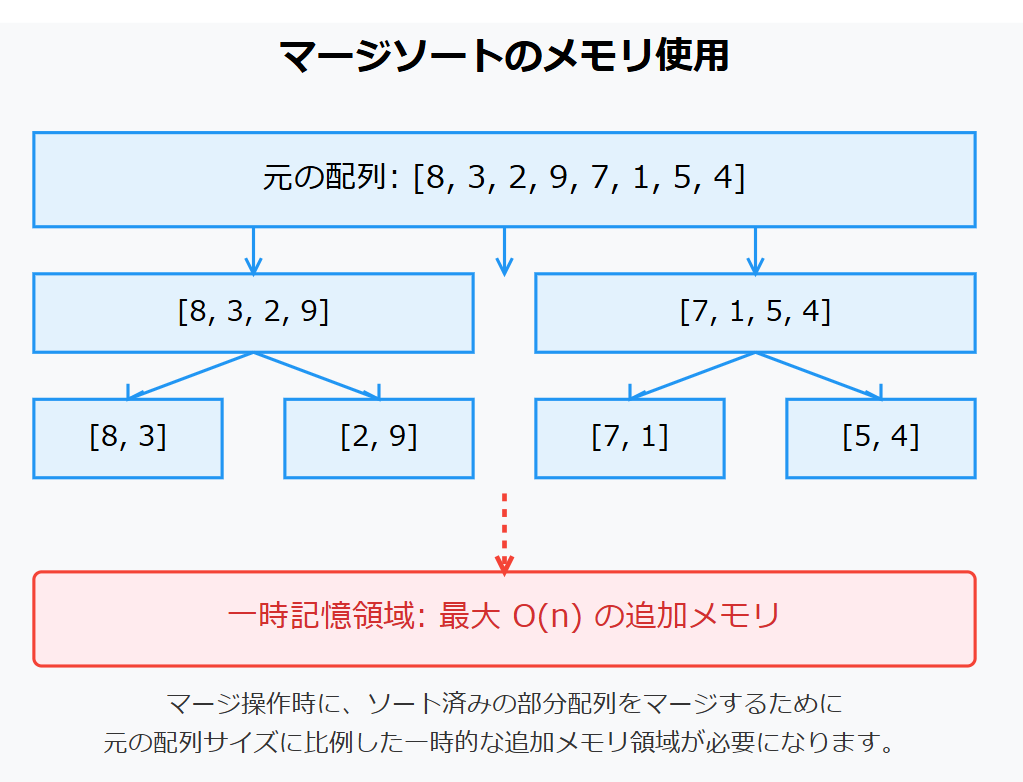 マージソートのメモリ使用
元の配列: [8, 3, 2, 9, 7, 1, 5, 4]
[8, 3, 2, 9]
[7, 1, 5, 4]
[8, 3]
[2, 9]
[7, 1]
[5, 4]
一時記憶領域: 最大 O(n) の追加メモリ
マージ操作時に、ソート済みの部分配列をマージするために
元の配列サイズに比例した一時的な追加メモリ領域が必要になります。